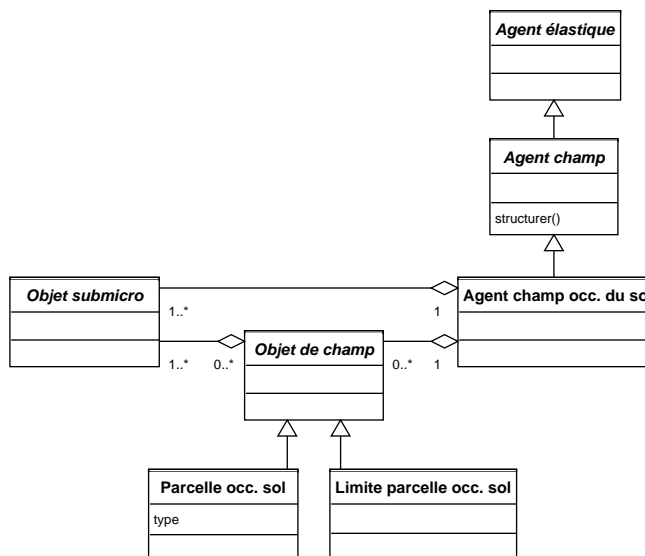 Agent élastique
Agent champ
structurer()
Objet submicro
Agent champ occ. du so
1..*
1
Objet de champ
1..*
0..*
0..*
1
Parcelle occ. sol
Limite parcelle occ. sol
type